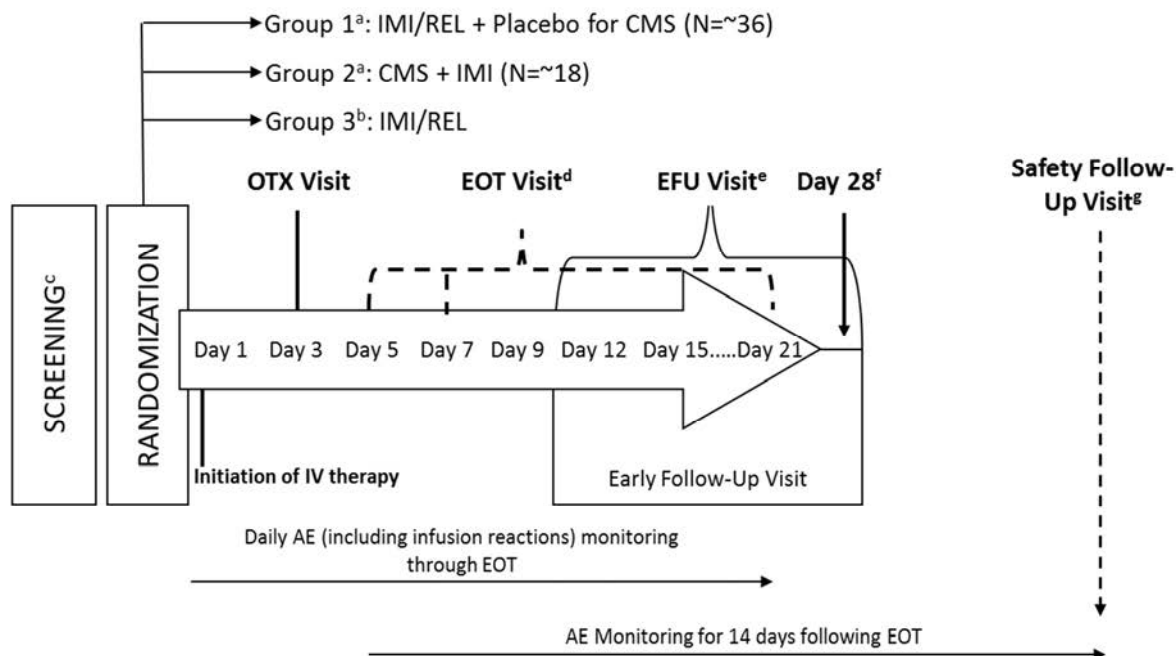 Group 1a: IMI/REL + Placebo for CMS (N=~36)
Group 2a: CMS + IMI (N=~18)
Group 3b: IMI/REL
OTX Visit
EOT Visitd
EFU Visite
Day 28f
Safety Follow-
Up Visitg
SCREENINGc
RANDOMIZATION
Day 1 Day 3 Day 5 Day 7 Day 9 Day 12 Day 15.....Day 21
Initiation of IV therapy
Early Follow-Up Visit
Daily AE (including infusion reactions) monitoring
through EOT
AE Monitoring for 14 days following EOT